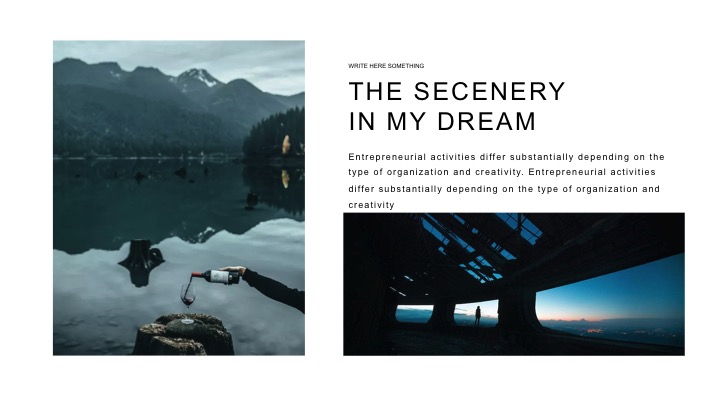 WRITE HERE SOMETHING
THE SECENERY
IN MY DREAM
Entrepreneurial activities differ substantially depending on the
type of organization and creativity. Entrepreneurial activities
differ substantially depending on the type of organization and
creativity